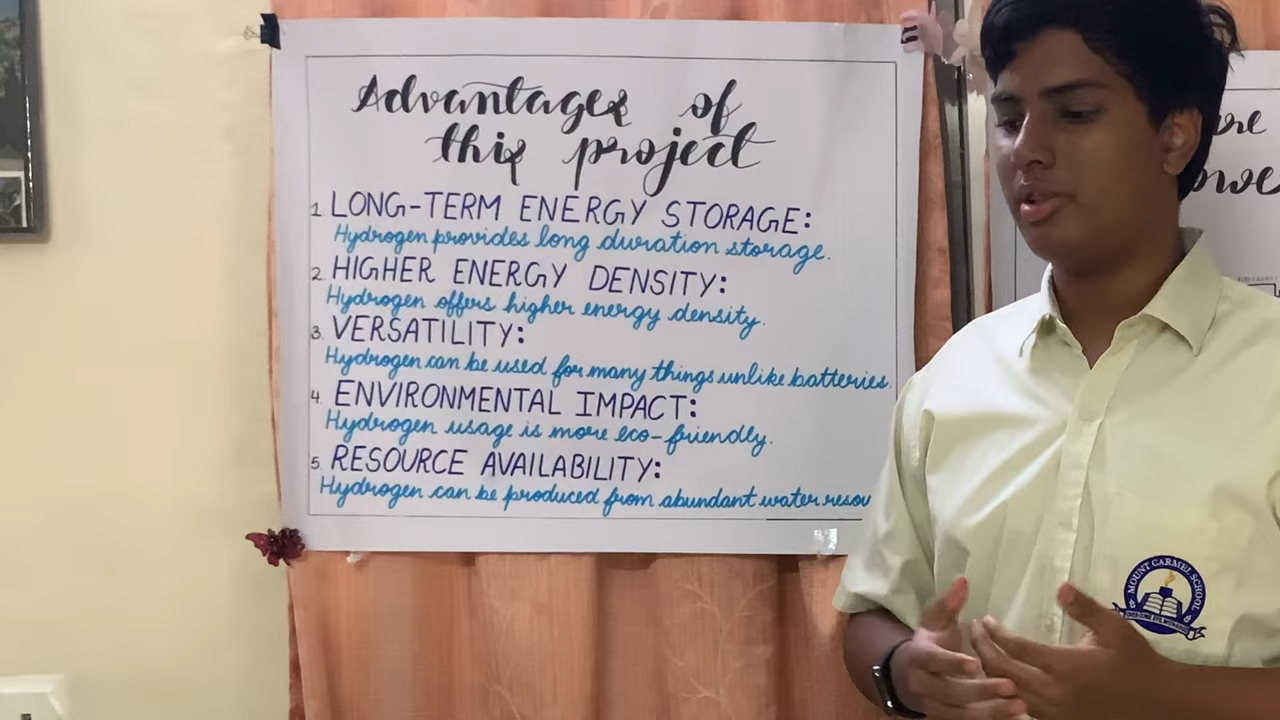 Advantages of
this project
1. LONG-TERM ENERGY STORAGE:
Hydrogen provides long duration storage.
2. HIGHER ENERGY DENSITY:
Hydrogen offers higher energy density.
3. VERSATILITY:
Hydrogen can be used for many things unlike batteries.
4. ENVIRONMENTAL IMPACT:
Hydrogen usage is more eco-friendly.
5. RESOURCE AVAILABILITY:
Hydrogen can be produced from abundant water resou
MOUNT CARMEL SCHOOL